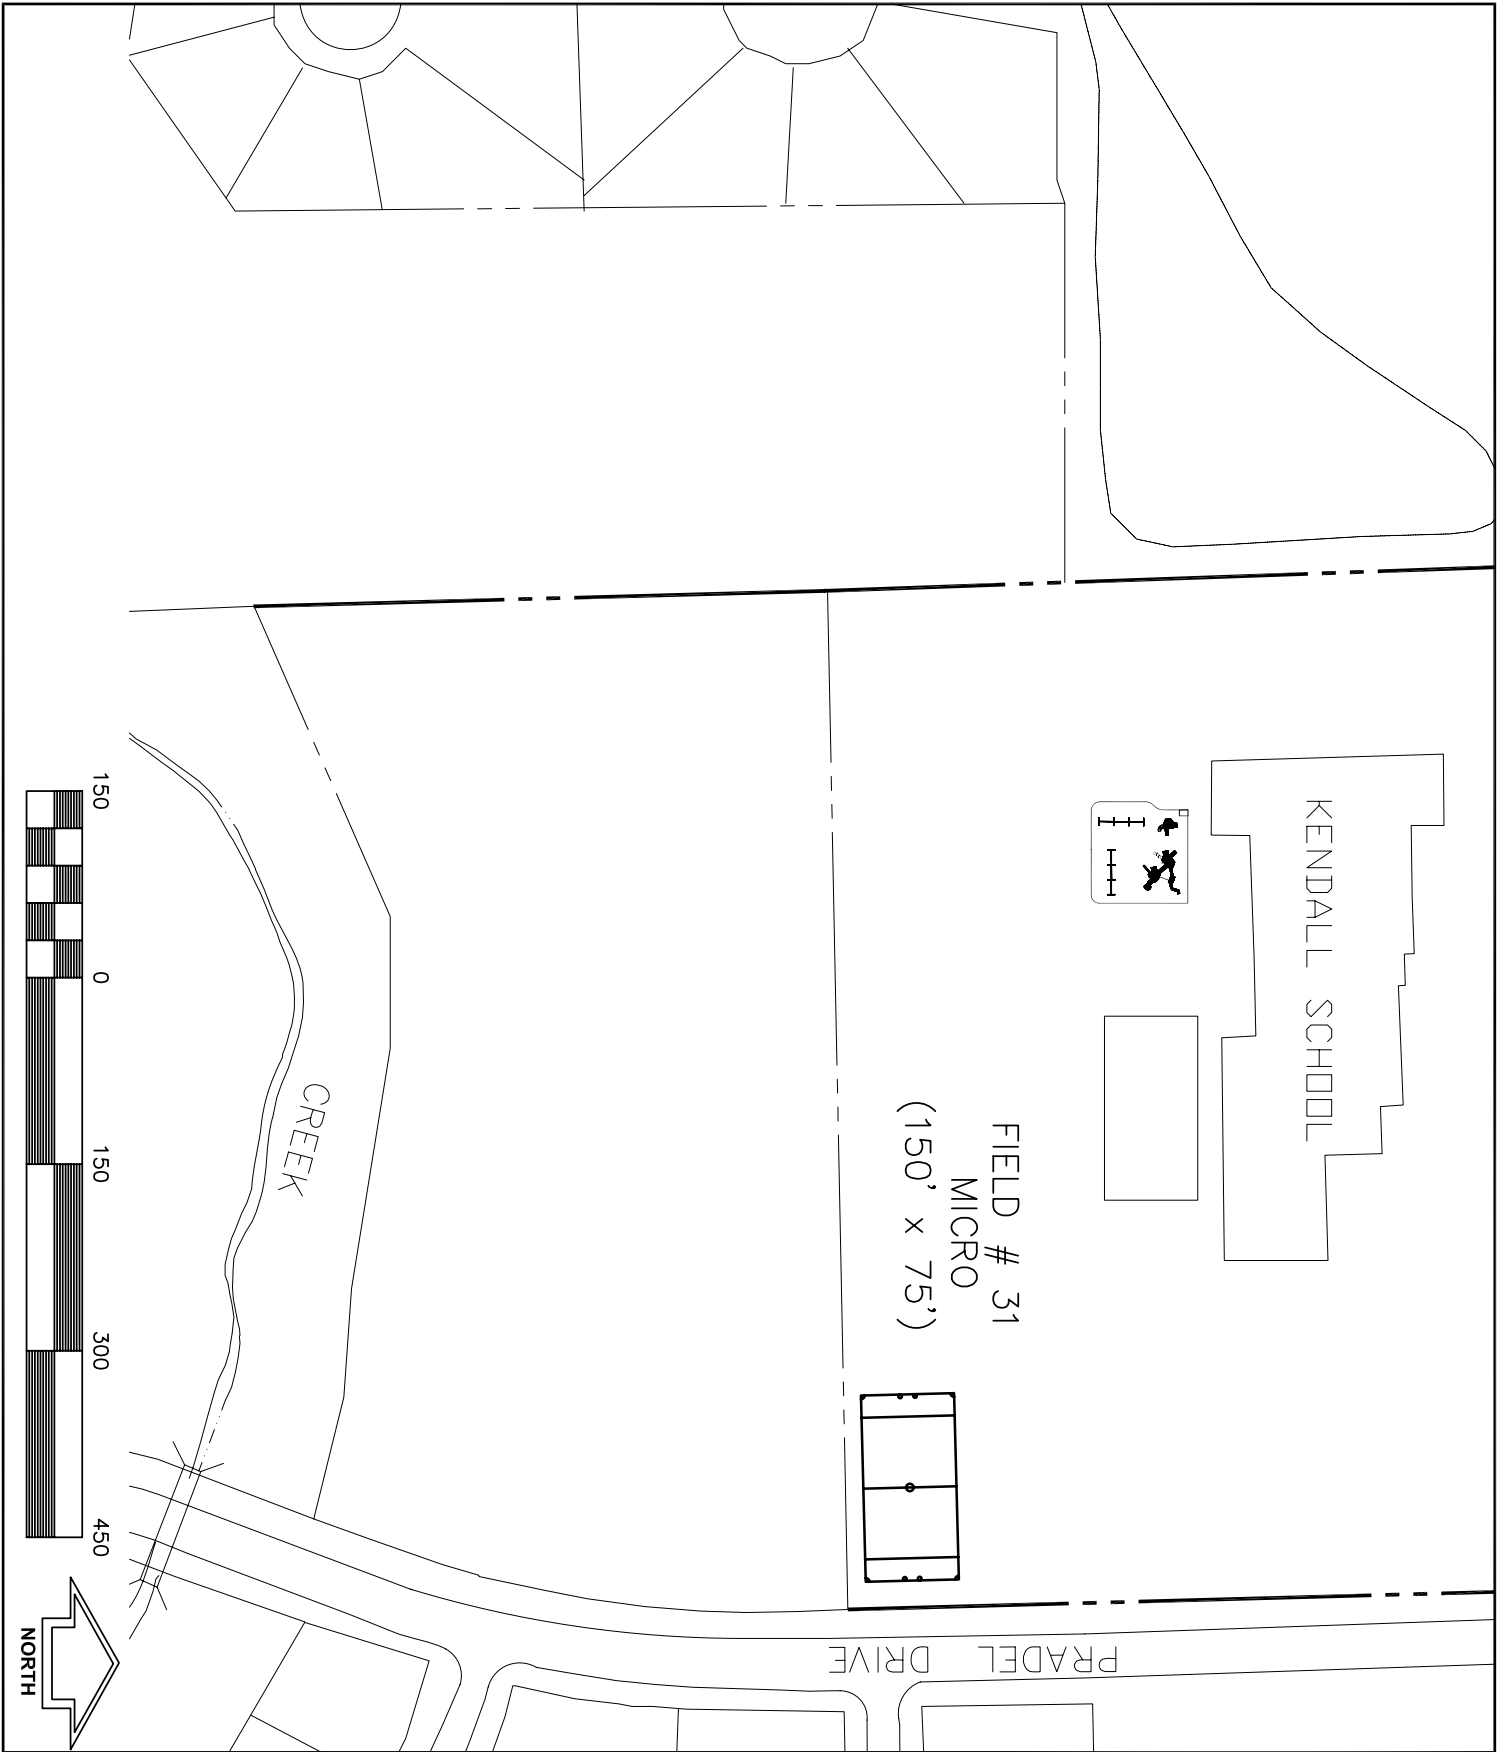 KENDALL SCHOOL
FIELD # 31
MICRO
(150' x 75')
CREEK
PRADEL DRIVE
150 0 150 300 450
NORTH